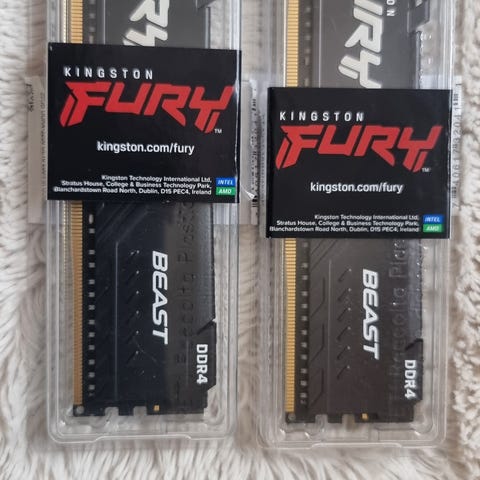 KINGSTON
FURY™
kingston.com/fury
Kingston Technology International Ltd.
Stratus House, College & Business Technology Park,
Blanchardstown Road North, Dublin, D15 PEC4, Ireland
INTEL
AMD
BEAST
DDR4
KINGSTON
FURY™
kingston.com/fury
Kingston Technology International Ltd,
Stratus House, College & Business Technology Park,
Blanchardstown Road North, Dublin, D15 PEC4, Ireland
INTEL
AMD
BEAST
DDR4